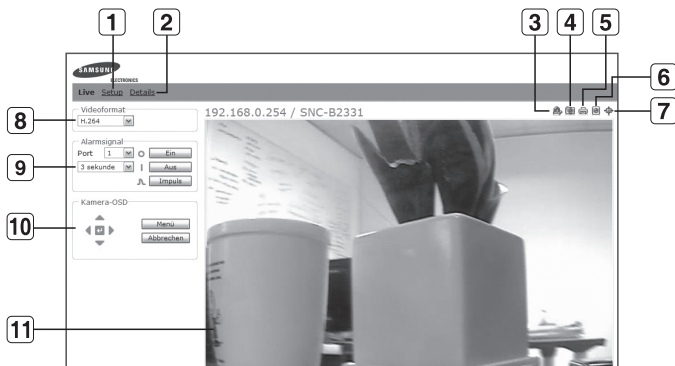 1 2 3 4 5
6
7
8
9
10
11
SAMSUNG
ELECTRONICS
Live Setup Details
192.168.0.254 / SNC-B2331
Videoformat
H.264
Alarmsignal
Port 1 Ein
3 sekunde Aus
Impuls
Kamera-OSD
Menü
Abbrechen